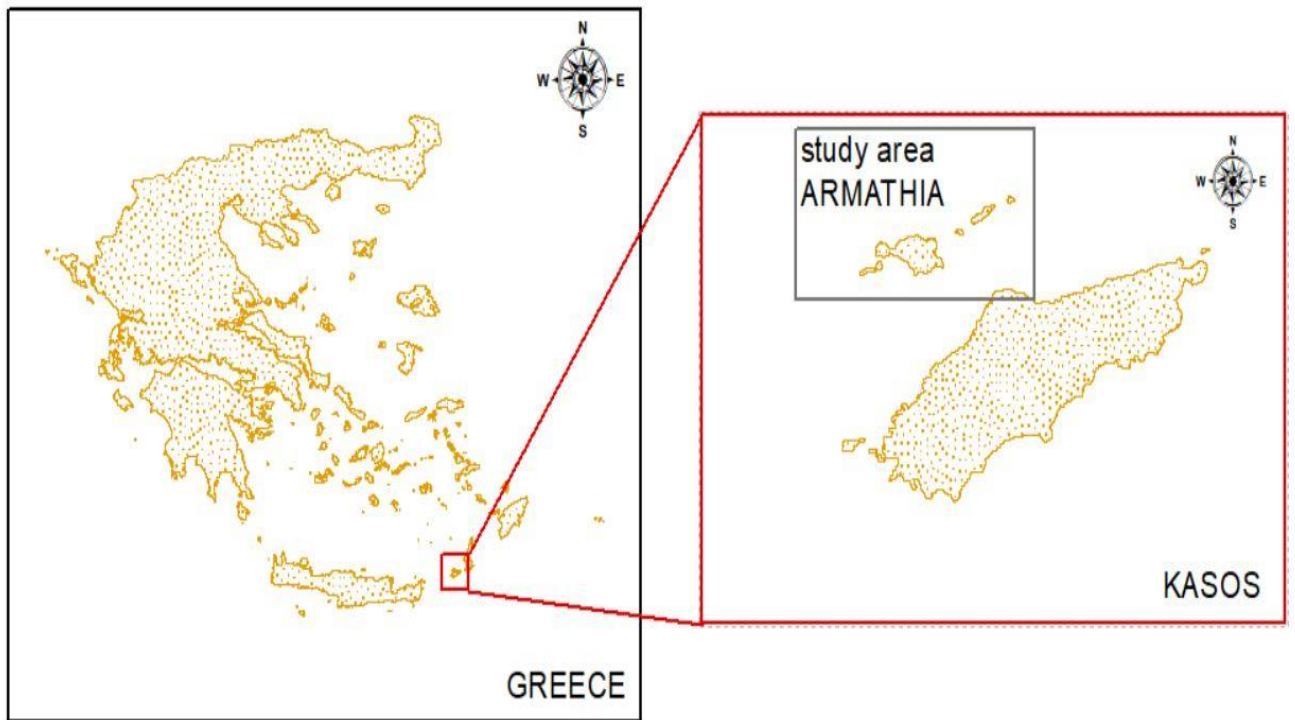 N
W E
S
GREECE
study area
ARMATHIA
N
W E
S
KASOS